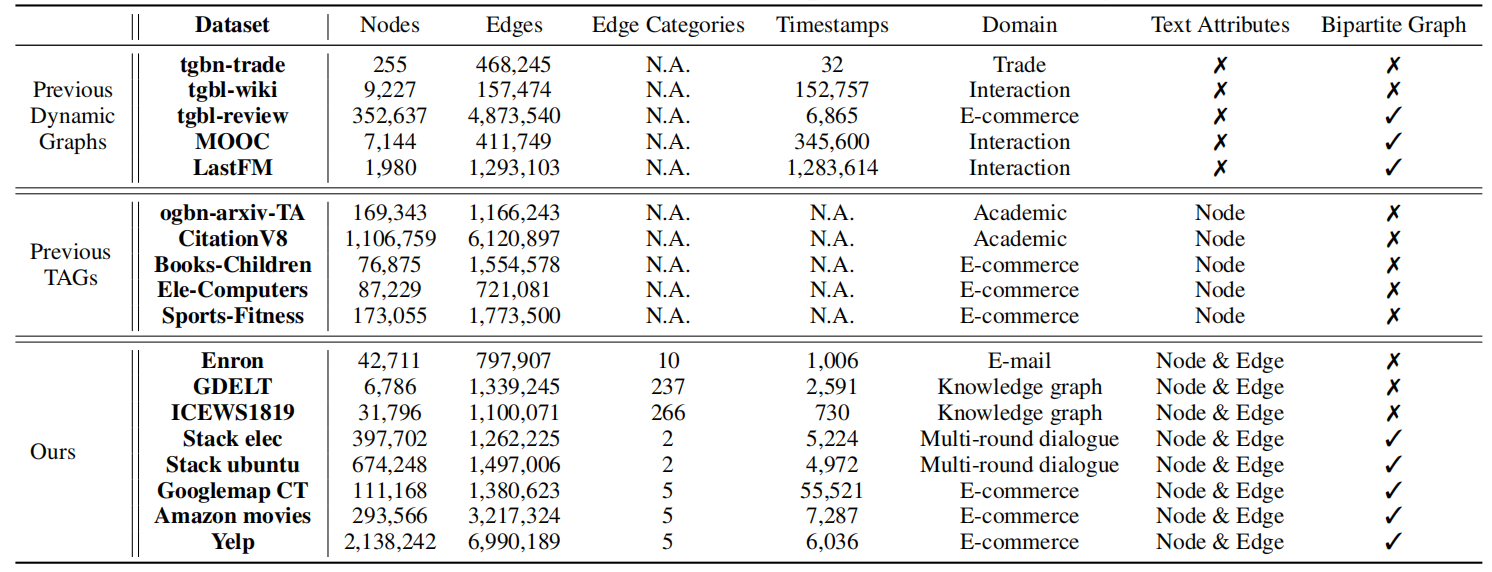 Dataset Nodes Edges Edge Categories Timestamps Domain Text Attributes Bipartite Graph
Previous Dynamic Graphs
tgbn-trade 255 468,245 N.A. 32 Trade ✗ ✗
tgbl-wiki 9,227 157,474 N.A. 152,757 Interaction ✗ ✗
tgbl-review 352,637 4,873,540 N.A. 6,865 E-commerce ✗ ✓
MOOC 7,144 411,749 N.A. 345,600 Interaction ✗ ✓
LastFM 1,980 1,293,103 N.A. 1,283,614 Interaction ✗ ✓
Previous TAGs
ogbn-arxiv-TA 169,343 1,166,243 N.A. N.A. Academic Node ✗
CitationV8 1,106,759 6,120,897 N.A. N.A. Academic Node ✗
Books-Children 76,875 1,554,578 N.A. N.A. E-commerce Node ✗
Ele-Computers 87,229 721,081 N.A. N.A. E-commerce Node ✗
Sports-Fitness 173,055 1,773,500 N.A. N.A. E-commerce Node ✗
Ours
Enron 42,711 797,907 10 1,006 E-mail Node & Edge ✗
GDELT 6,786 1,339,245 237 2,591 Knowledge graph Node & Edge ✗
ICEWS1819 31,796 1,100,071 266 730 Knowledge graph Node & Edge ✗
Stack elec 397,702 1,262,225 2 5,224 Multi-round dialogue Node & Edge ✓
Stack ubuntu 674,248 1,497,006 2 4,972 Multi-round dialogue Node & Edge ✓
Googlemap CT 111,168 1,380,623 5 55,521 E-commerce Node & Edge ✓
Amazon movies 293,566 3,217,324 5 7,287 E-commerce Node & Edge ✓
Yelp 2,138,242 6,990,189 5 6,036 E-commerce Node & Edge ✓